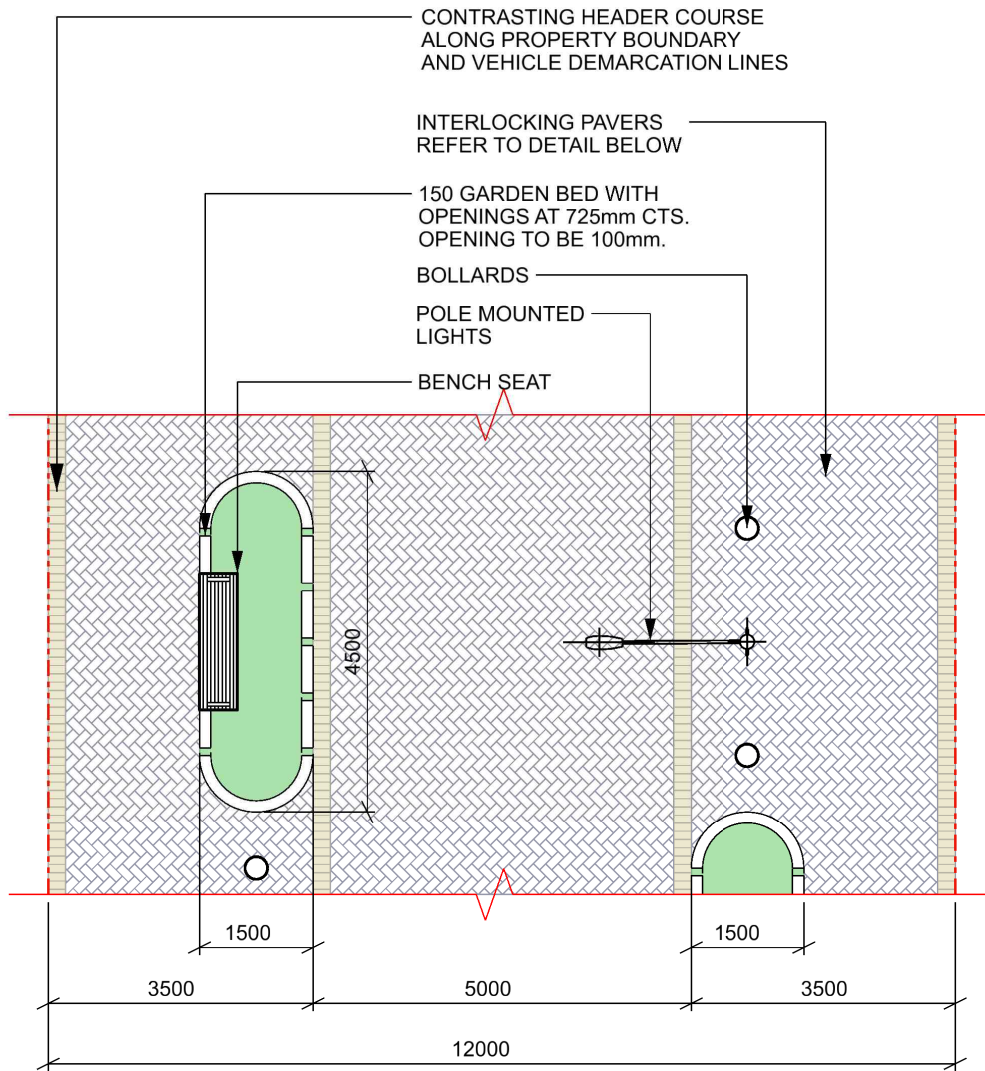 CONTRASTING HEADER COURSE
ALONG PROPERTY BOUNDARY
AND VEHICLE DEMARCATION LINES
INTERLOCKING PAVERS
REFER TO DETAIL BELOW
150 GARDEN BED WITH
OPENINGS AT 725mm CTS.
OPENING TO BE 100mm.
BOLLARDS
POLE MOUNTED
LIGHTS
BENCH SEAT
4500
1500
1500
3500
5000
3500
12000